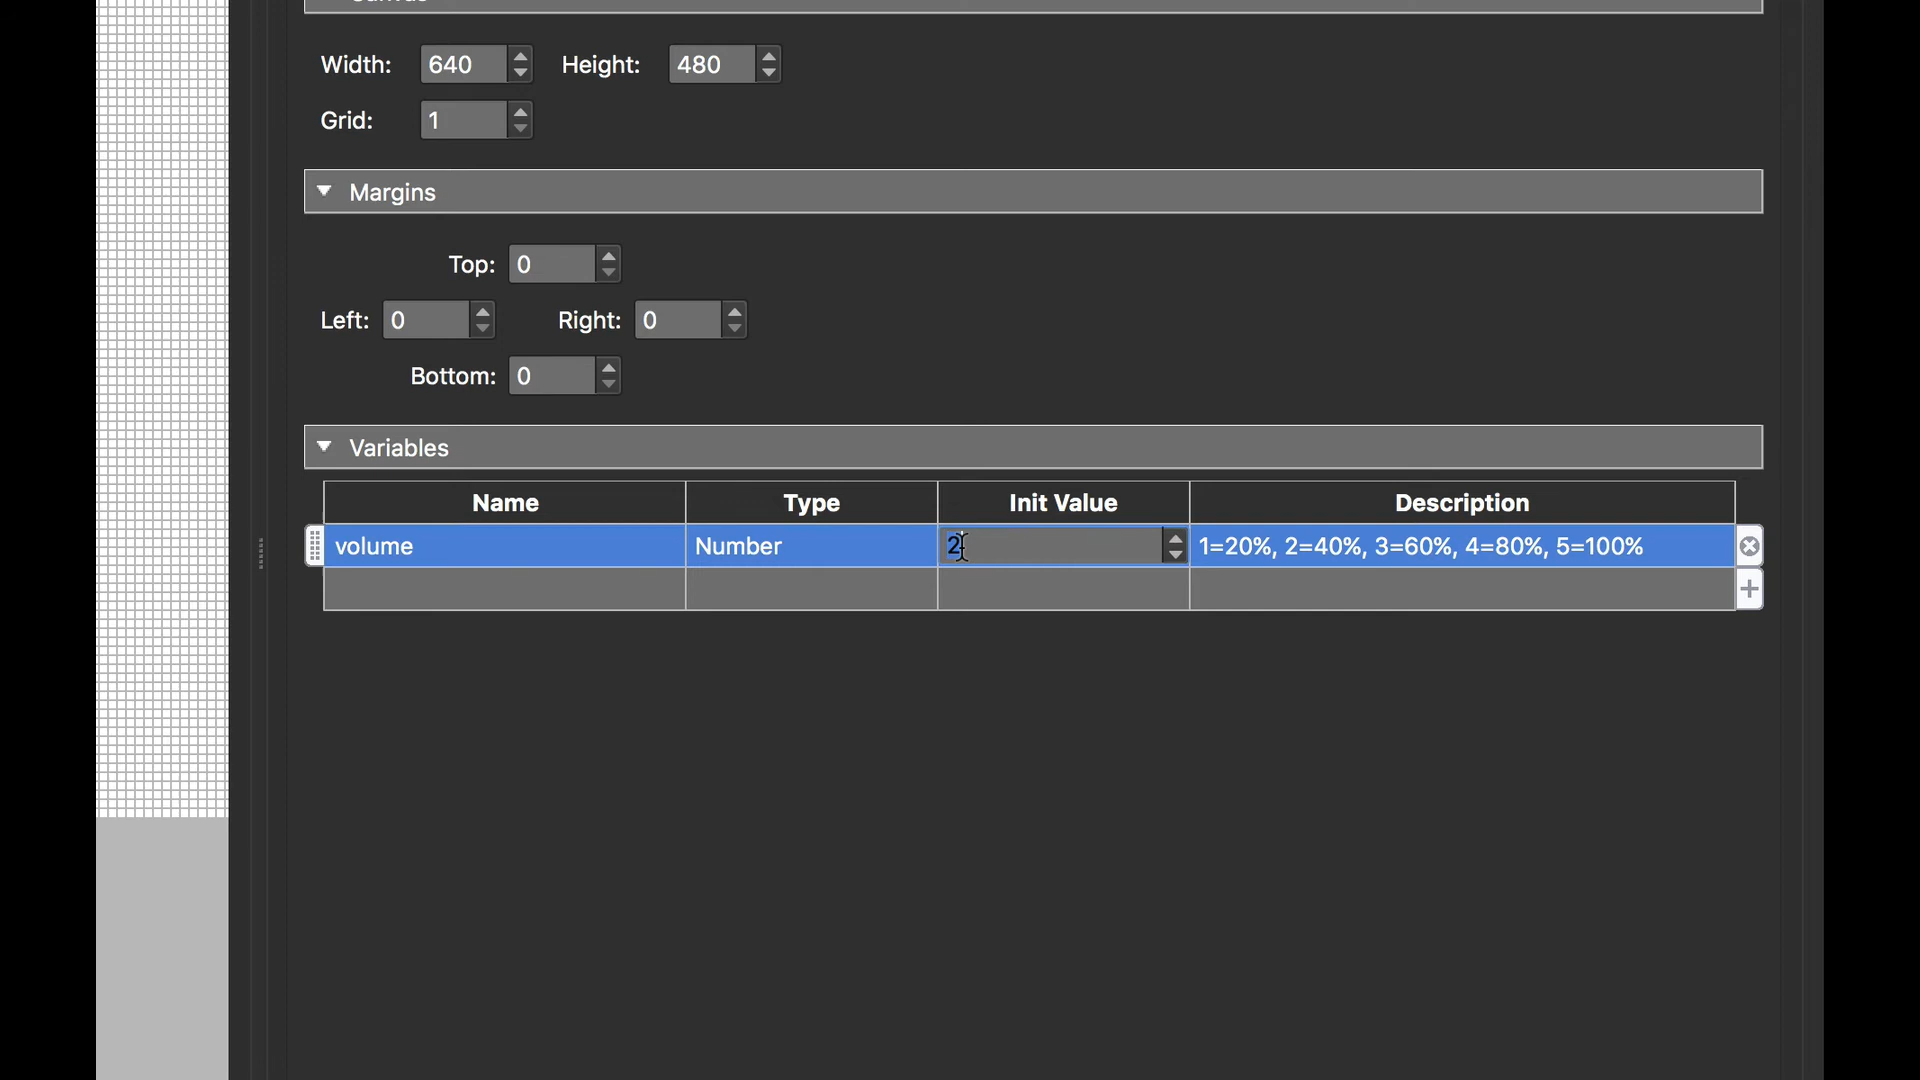 Width: 640 Height: 480
Grid: 1
Margins
Top: 0
Left: 0 Right: 0
Bottom: 0
Variables
Name Type Init Value Description
volume Number 2 1=20%, 2=40%, 3=60%, 4=80%, 5=100%